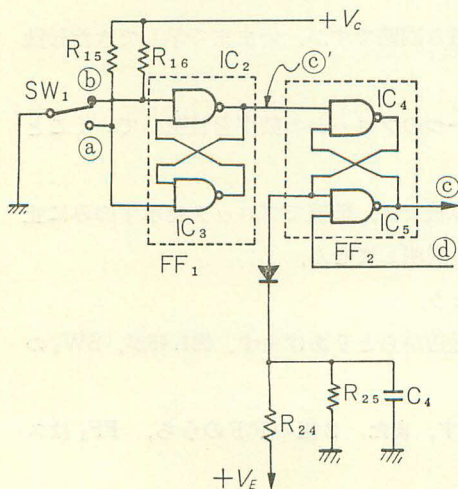 +Vc
R15
R16
IC2
ⓒ'
ⓑ
SW1
IC4
ⓐ
IC3
IC5
ⓒ
FF1
FF2
ⓓ
R25
C4
R24
+VE